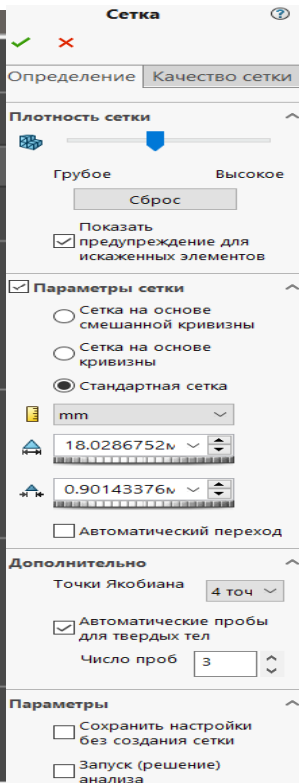 Сетка
Определение Качество сетки
Плотность сетки
Грубое Высокое
Сброс
Показать
предупреждение для
искаженных элементов
Параметры сетки
Сетка на основе
смешанной кривизны
Сетка на основе
кривизны
Стандартная сетка
mm
18.0286752м
0.90143376м
Автоматический переход
Дополнительно
Точки Якобиана 4 точ
Автоматические пробы
для твердых тел
Число проб 3
Параметры
Сохранить настройки
без создания сетки
Запуск (решение)
анализа